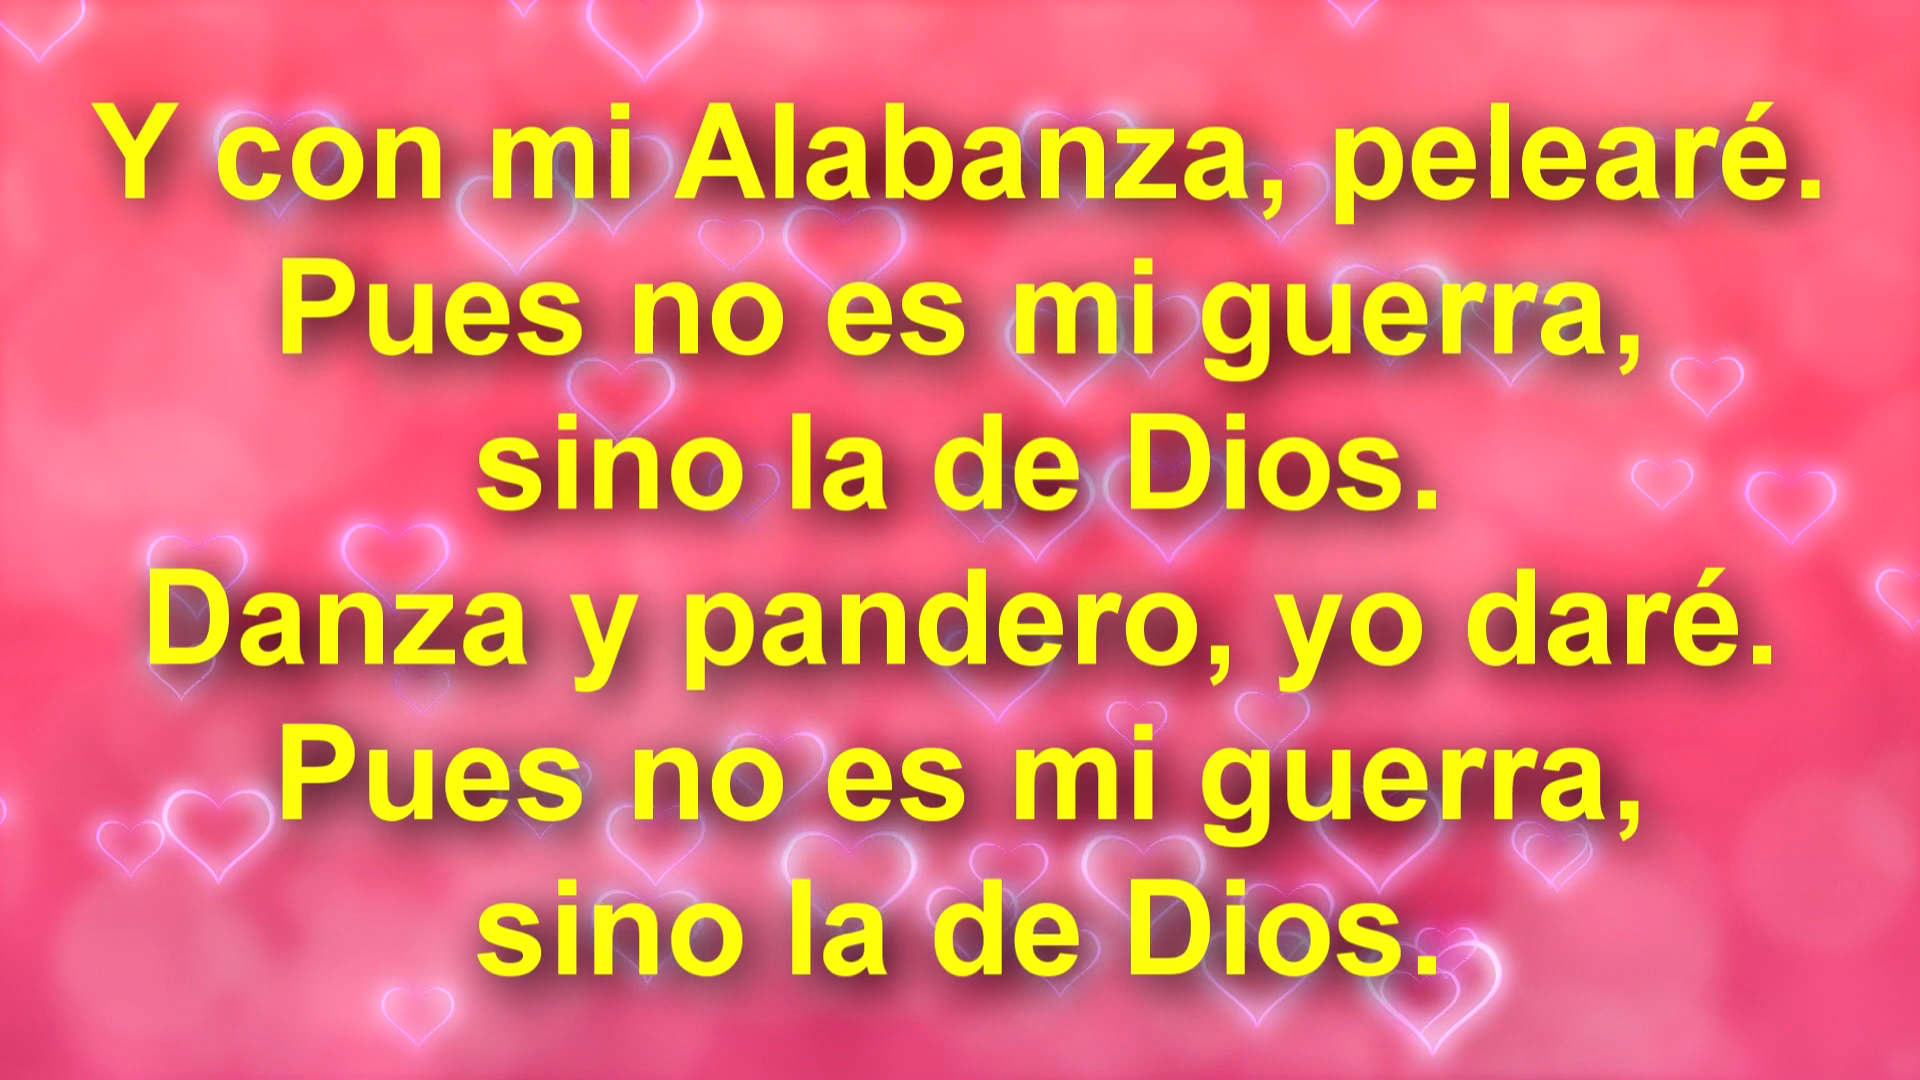 Y con mi Alabanza, pelearé.
Pues no es mi guerra,
sino la de Dios.
Danza y pandero, yo daré.
Pues no es mi guerra,
sino la de Dios.